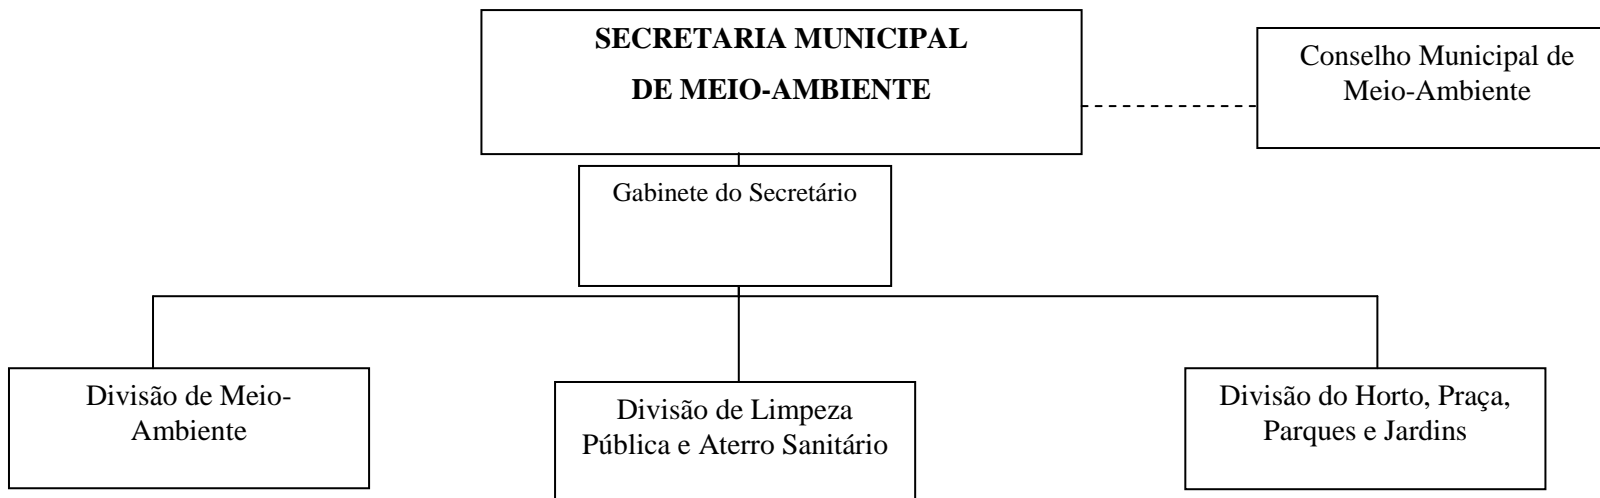 SECRETARIA MUNICIPAL
DE MEIO-AMBIENTE
Conselho Municipal de
Meio-Ambiente
Gabinete do Secretário
Divisão de Meio-
Ambiente
Divisão de Limpeza
Pública e Aterro Sanitário
Divisão do Horto, Praça,
Parques e Jardins